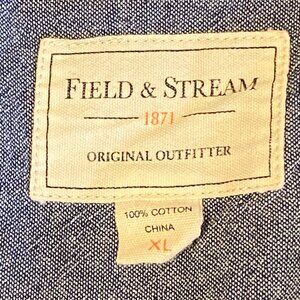 FIELD & STREAM
1871
ORIGINAL OUTFITTER
100% COTTON
CHINA
XL